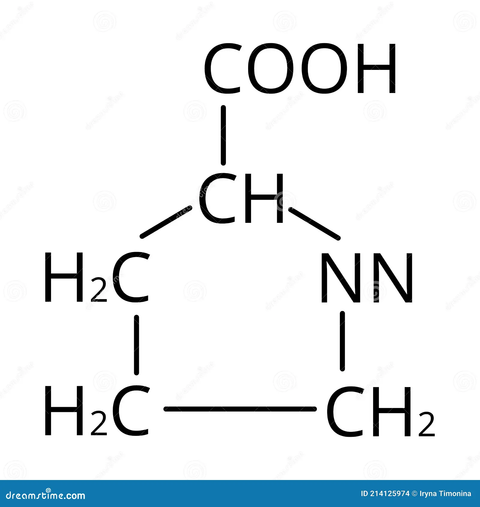 COOH
CH
H₂C NN
H₂C CH₂
dreamstime.com ID 214125974 © Iryna Timonina